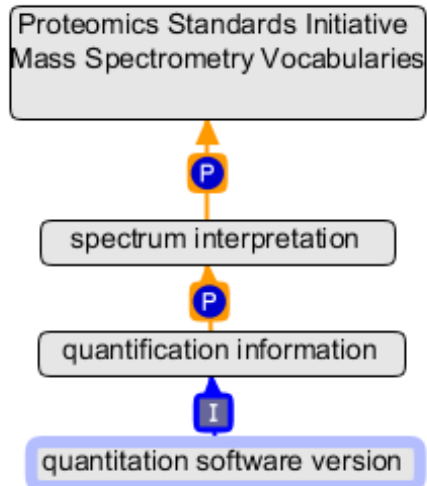 Proteomics Standards Initiative
Mass Spectrometry Vocabularies
P
spectrum interpretation
P
quantification information
I
quantitation software version